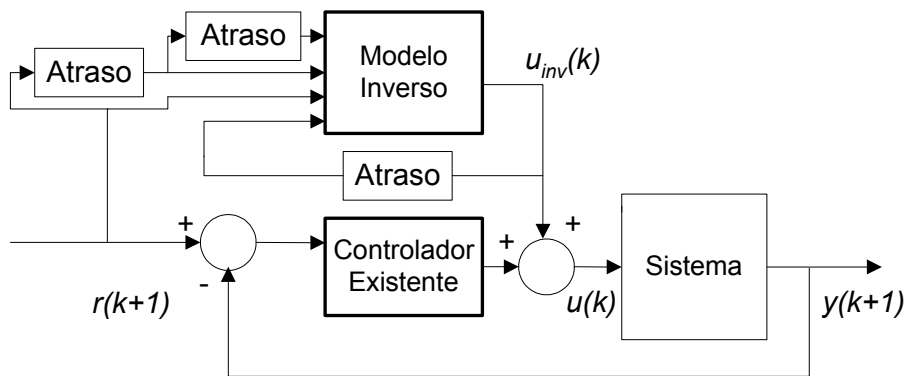 Atraso
Atraso
Modelo
Inverso
u_inv(k)
Atraso
+
-
r(k+1)
Controlador
Existente
+
+
u(k)
Sistema
y(k+1)